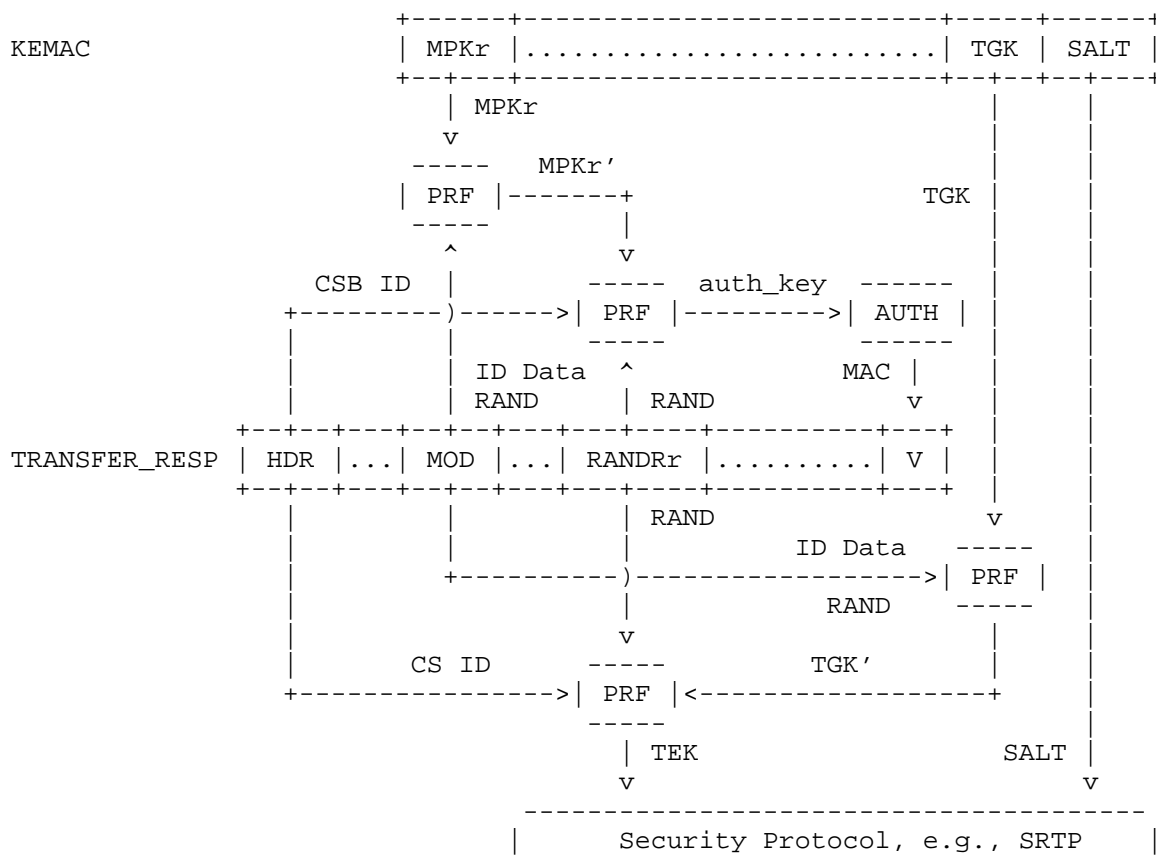 KEMAC | MPKr |...........................| TGK | SALT |
| MPKr | |
v
----- MPKr' | |
| PRF |-------+ TGK | |
----- | | |
^ v | |
CSB ID | ----- auth_key ------ | |
+---------)------>| PRF |--------->| AUTH | | |
| | ----- ------ | |
| | ID Data ^ MAC | | |
| | RAND | RAND v | |
TRANSFER_RESP | HDR |...| MOD |...| RANDRr |..........| V | | |
| | | RAND v |
| | | ID Data ----- |
| +----------)------------------>| PRF | |
| | RAND ----- |
| v | |
| CS ID ----- TGK' | |
+---------------->| PRF |<------------------+ |
----- |
| TEK SALT |
v v
| Security Protocol, e.g., SRTP |